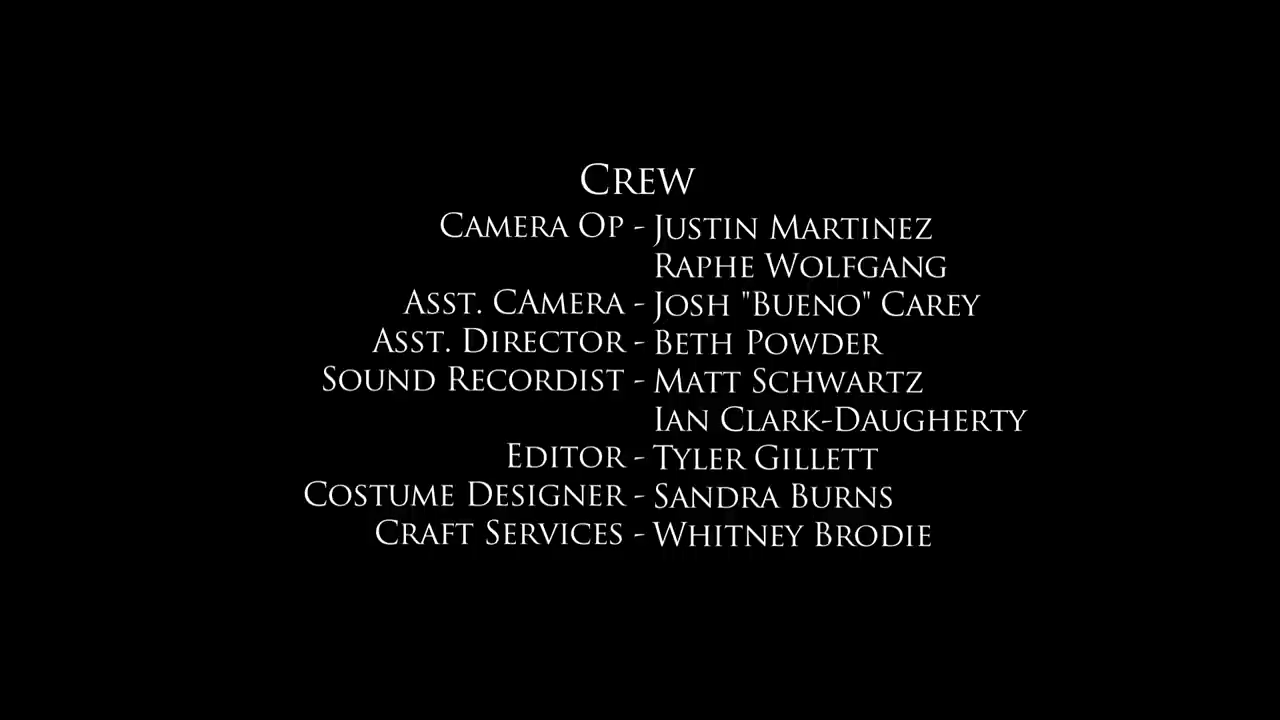 Crew
Camera Op - Justin Martinez
Raphe Wolfgang
Asst. CAmera - Josh "Bueno" Carey
Asst. Director - Beth Powder
Sound Recordist - Matt Schwartz
Ian Clark-Daugherty
Editor - Tyler Gillett
Costume Designer - Sandra Burns
Craft Services - Whitney Brodie